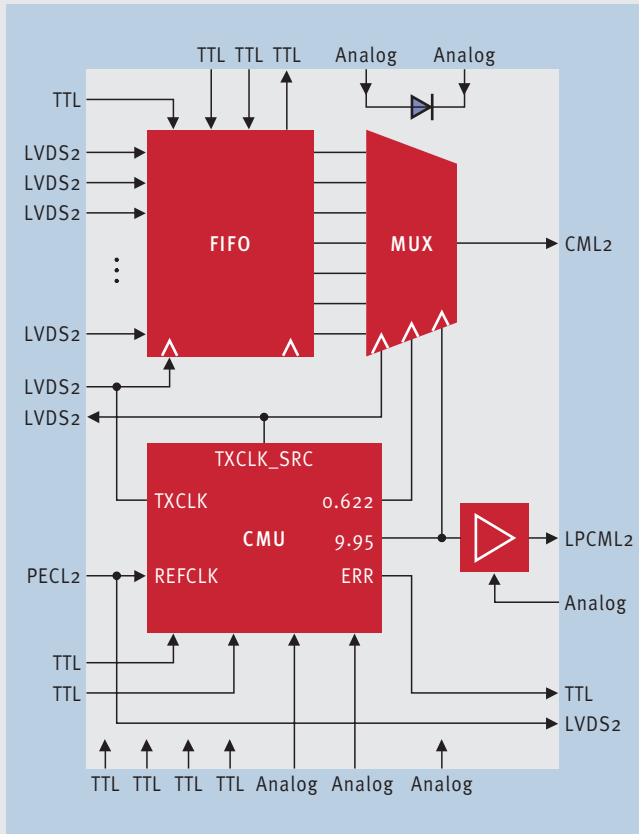 TTL TTL TTL Analog Analog
TTL
LVDS2
LVDS2
LVDS2
FIFO MUX CML2
LVDS2
LVDS2
LVDS2
TXCLK_SRC
TXCLK 0.622
CMU 9.95 LPCML2
PECL2 REFCLK ERR
Analog
TTL
TTL TTL
LVDS2
TTL TTL TTL TTL Analog Analog Analog